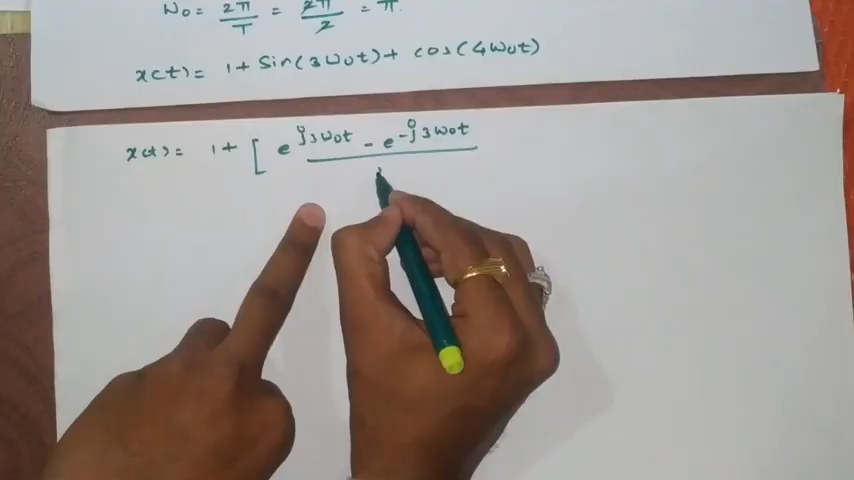 ω₀ = 2π/T = 2π/2 = π.
x(t) = 1 + Sin(3ω₀t) + cos(4ω₀t)
x(t) = 1 + [ e^j3ω₀t - e^-j3ω₀t